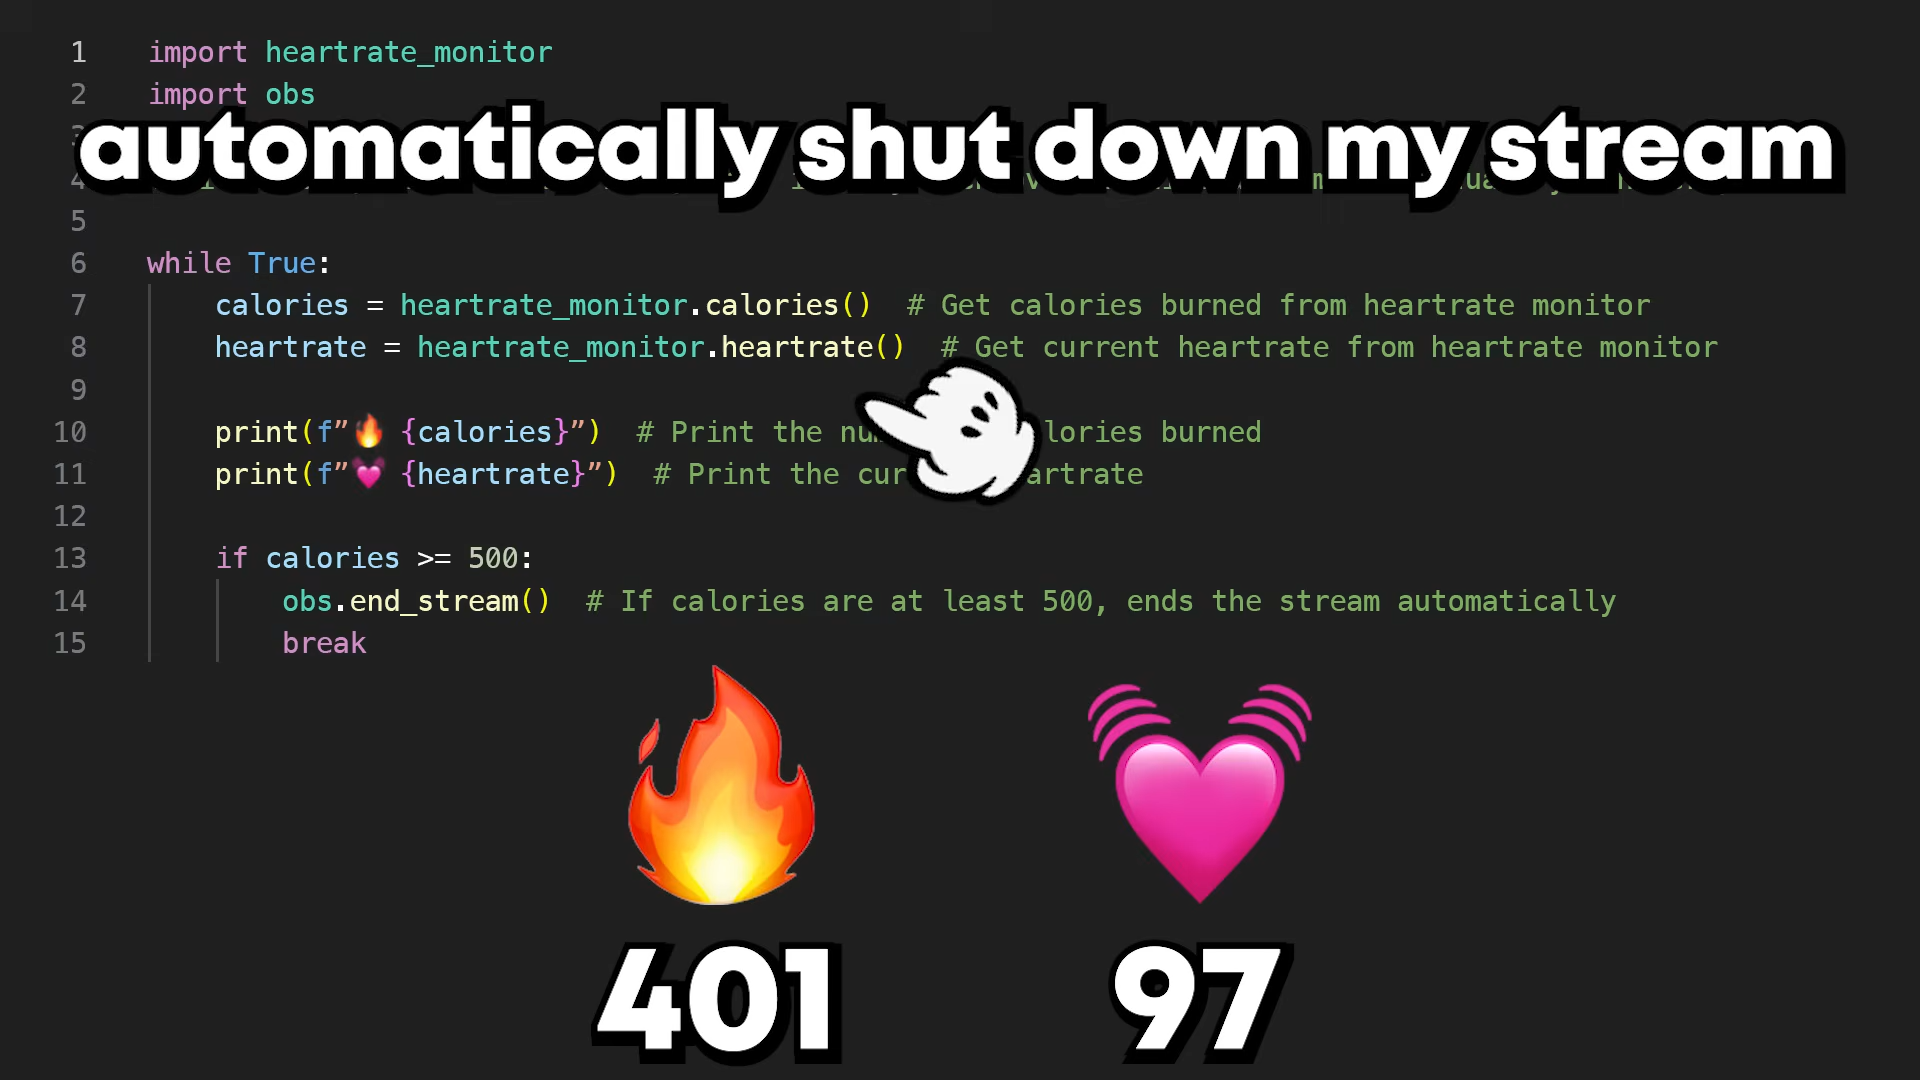 1 import heartrate_monitor
2 import obs
automatically shut down my stream
5
6 while True:
7 calories = heartrate_monitor.calories() # Get calories burned from heartrate monitor
8 heartrate = heartrate_monitor.heartrate() # Get current heartrate from heartrate monitor
9
10 print(f”🔥 {calories}”) # Print the lories burned
11 print(f”💓 {heartrate}”) # Print the artrate
12
13 if calories >= 500:
14 obs.end_stream() # If calories are at least 500, ends the stream automatically
15 break
401 97